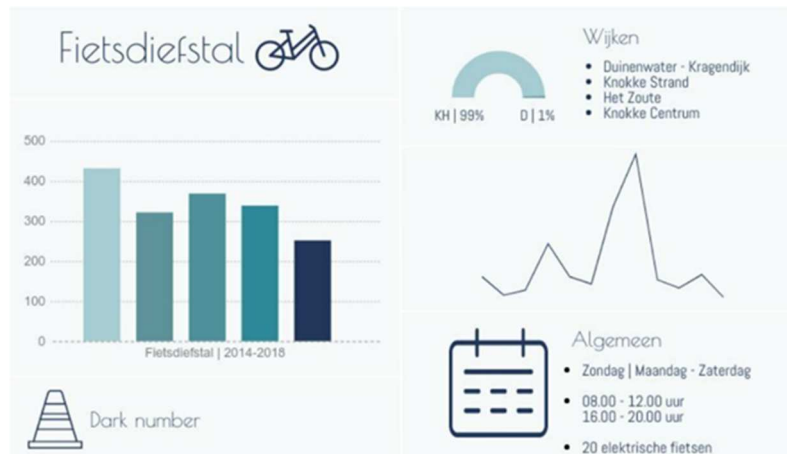 Fietsdiefstal
500
400
300
200
100
0
Fietsdiefstal | 2014-2018
Dark number
KH | 99%
D | 1%
Wijken
• Duinenwater - Kragendijk
• Knokke Strand
• Het Zoute
• Knokke Centrum
Algemeen
• Zondag | Maandag - Zaterdag
• 08.00 - 12.00 uur
16.00 - 20.00 uur
• 20 elektrische fietsen